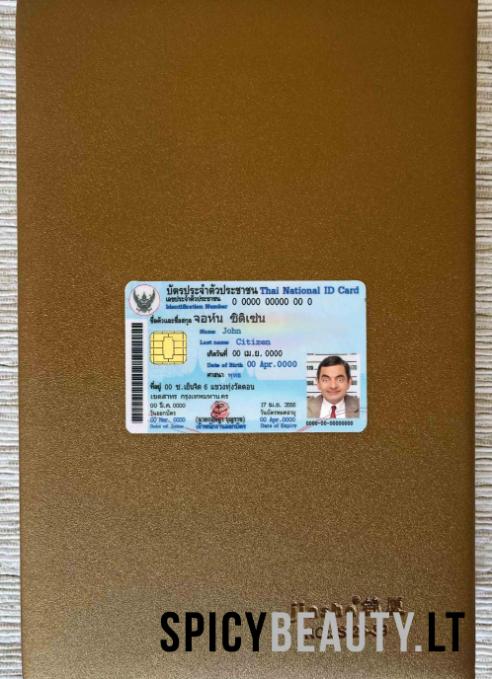 บัตรประจำตัวประชาชน Thai National ID Card
เลขประจำตัวประชาชน
Identification Number 0 0000 00000 00 0
ชื่อตัวและชื่อสกุล จอห์น ซิติเซ่น
Name John
Last name Citizen
เกิดวันที่ 00 เม.ย. 0000
Date of Birth 00 Apr.0000
ศาสนา พุทธ
ที่อยู่ 00 ซ.เย็นจิต 6 แขวงทุ่งวัดดอน
เขตสาทร กรุงเทพมหานคร
00 มี.ค. 0000
วันออกบัตร
00 Mar. 0000
Date of Issue
เจ้าพนักงานออกบัตร
วันบัตรหมดอายุ
00 Apr.0000
Date of Expiry
0000-00-00000000
SPICYBEAUTY.LT